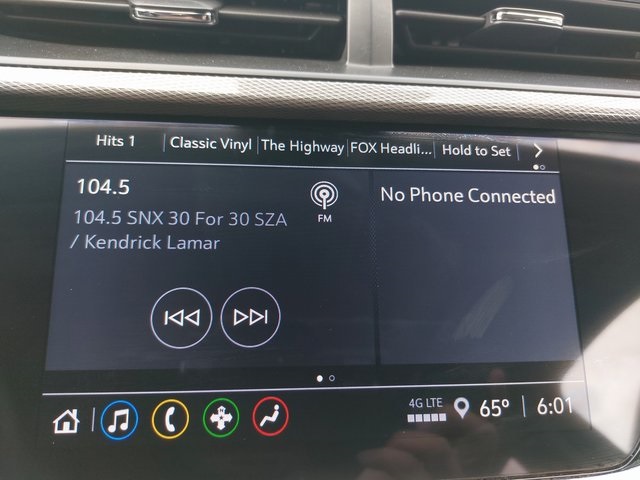 Hits 1 Classic Vinyl The Highway FOX Headli... Hold to Set
104.5
FM
104.5 SNX 30 For 30 SZA
/ Kendrick Lamar
No Phone Connected
4G LTE
65° 6:01